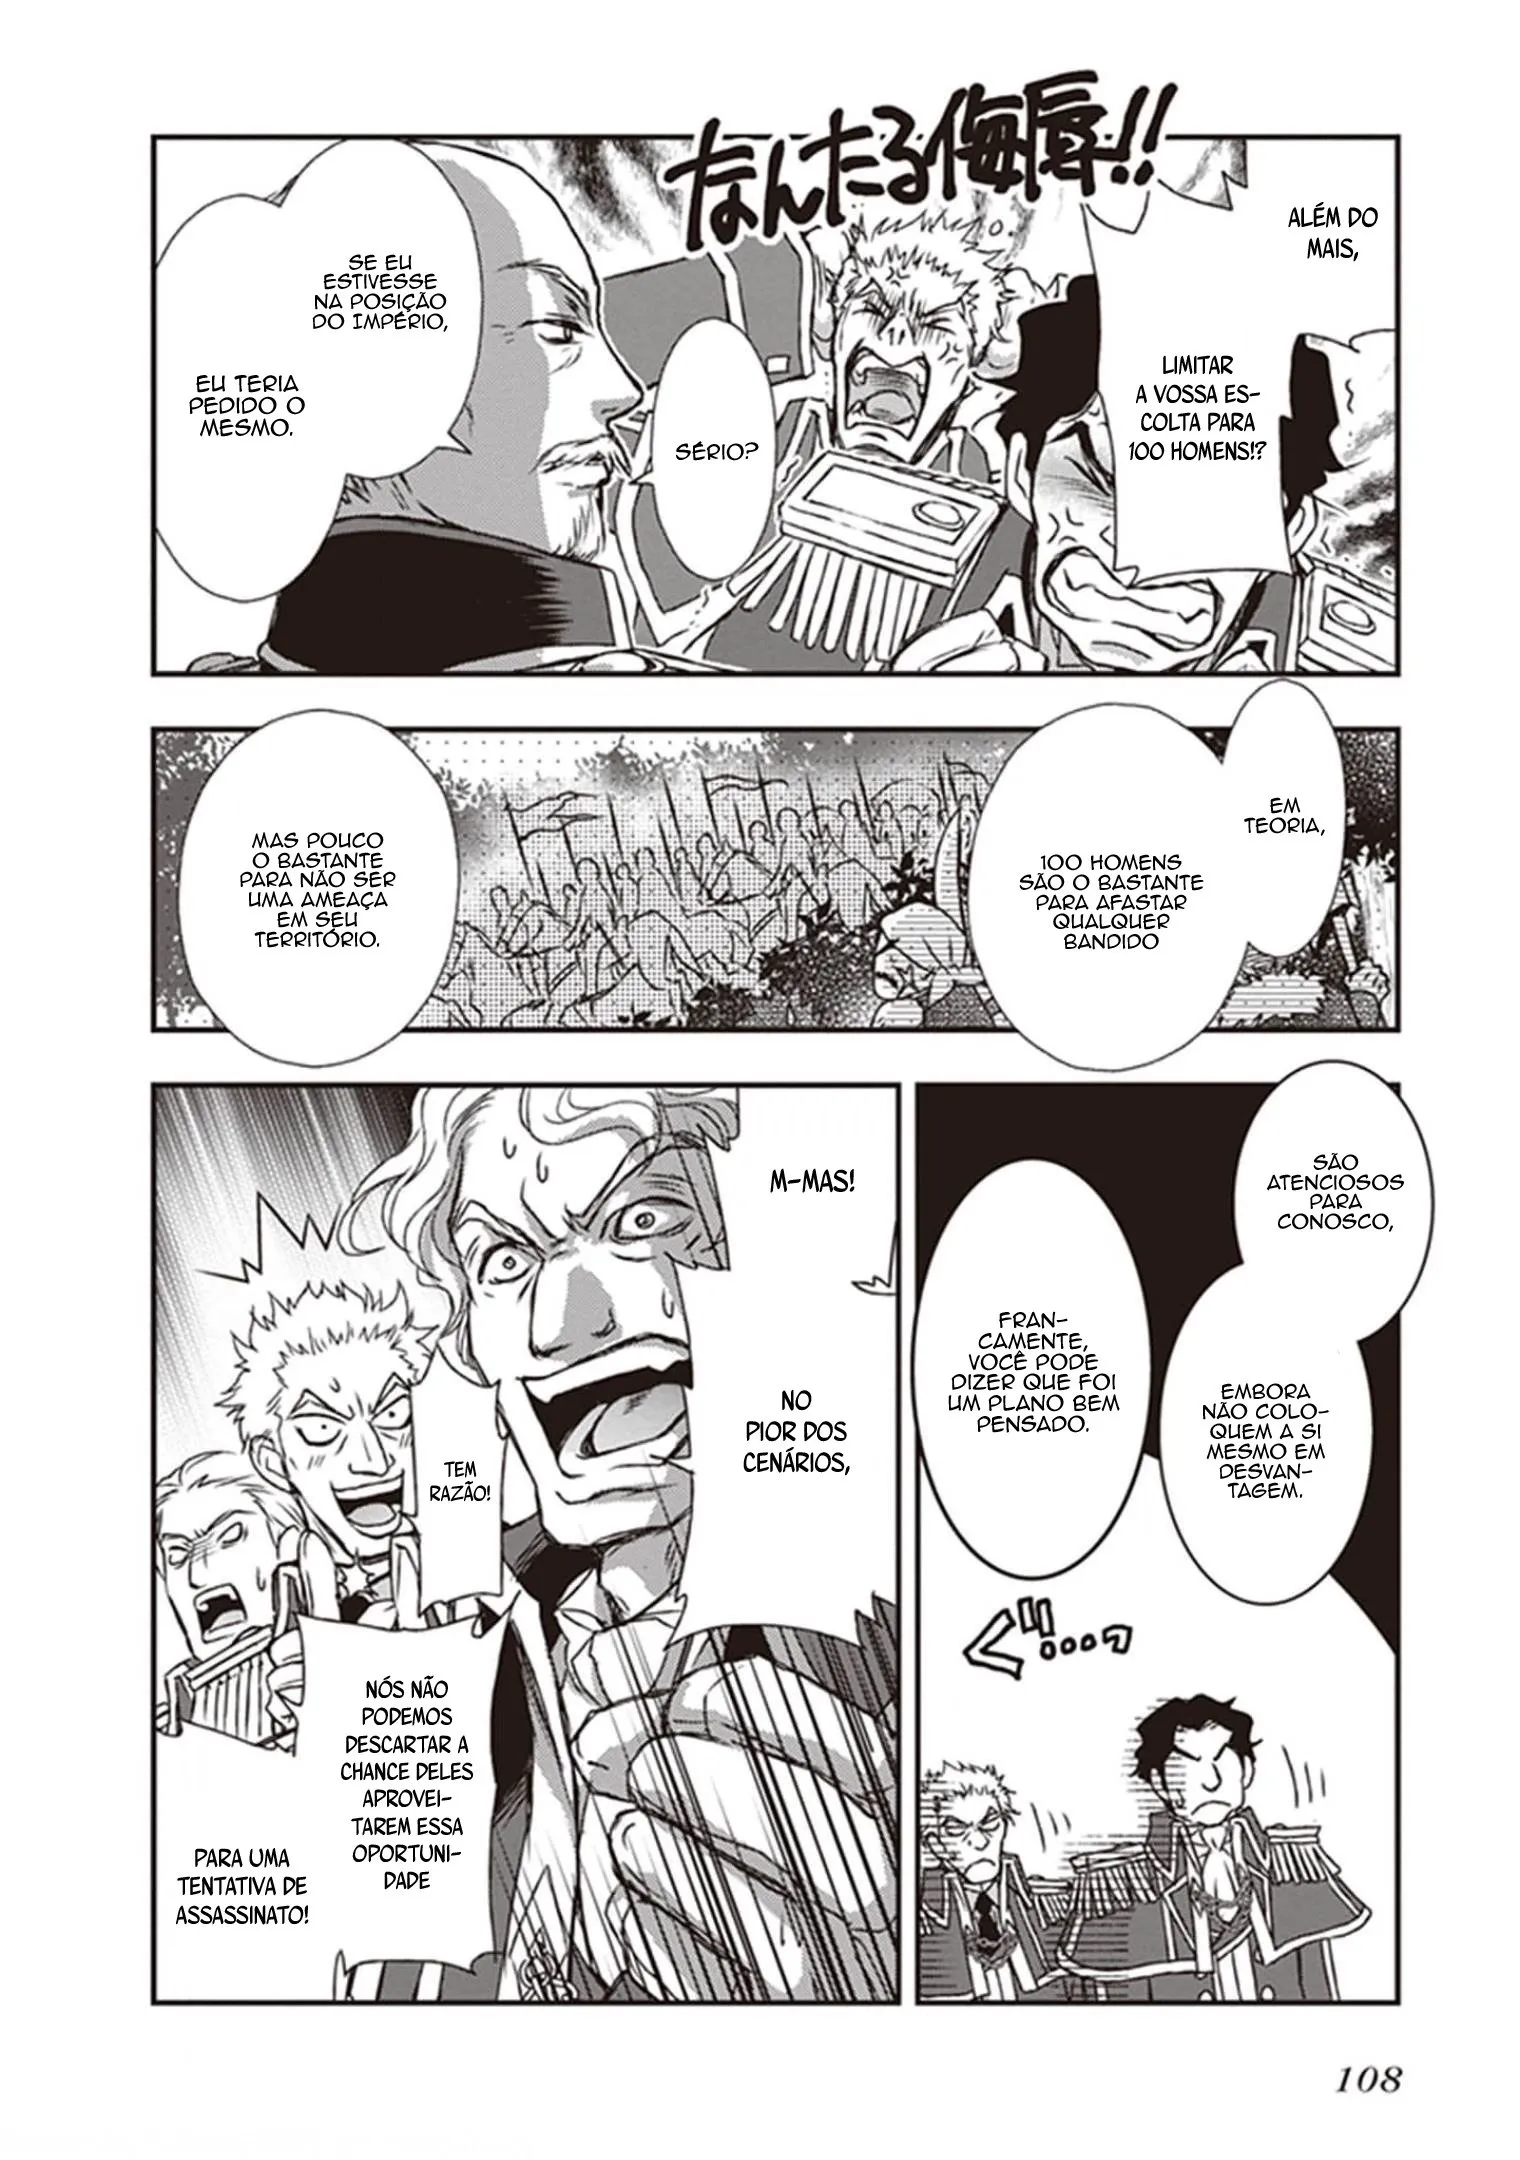 ALÉM DO
MAIS,
LIMITAR
A VOSSA ES-
COLTA PARA
100 HOMENS!?
なんたる侮辱!!
SÉRIO?
SE EU
ESTIVESSE
NA POSIÇÃO
DO IMPÉRIO,
EU TERIA
PEDIDO O
MESMO.
EM
TEORIA,
100 HOMENS
SÃO O BASTANTE
PARA AFASTAR
QUALQUER
BANDIDO
MAS POUCO
O BASTANTE
PARA NÃO SER
UMA AMEAÇA
EM SEU
TERRITÓRIO.
SÃO
ATENCIOSOS
PARA
CONOSCO,
EMBORA
NÃO COLO-
QUEM A SI
MESMO EM
DESVAN-
TAGEM.
FRAN-
CAMENTE,
VOCÊ PODE
DIZER QUE FOI
UM PLANO BEM
PENSADO.
ぐ...っ
M-MAS!
NO
PIOR DOS
CENÁRIOS,
TEM
RAZÃO!
NÓS NÃO
PODEMOS
DESCARTAR A
CHANCE DELES
APROVEI-
TAREM ESSA
OPORTUNI-
DADE
PARA UMA
TENTATIVA DE
ASSASSINATO!
108